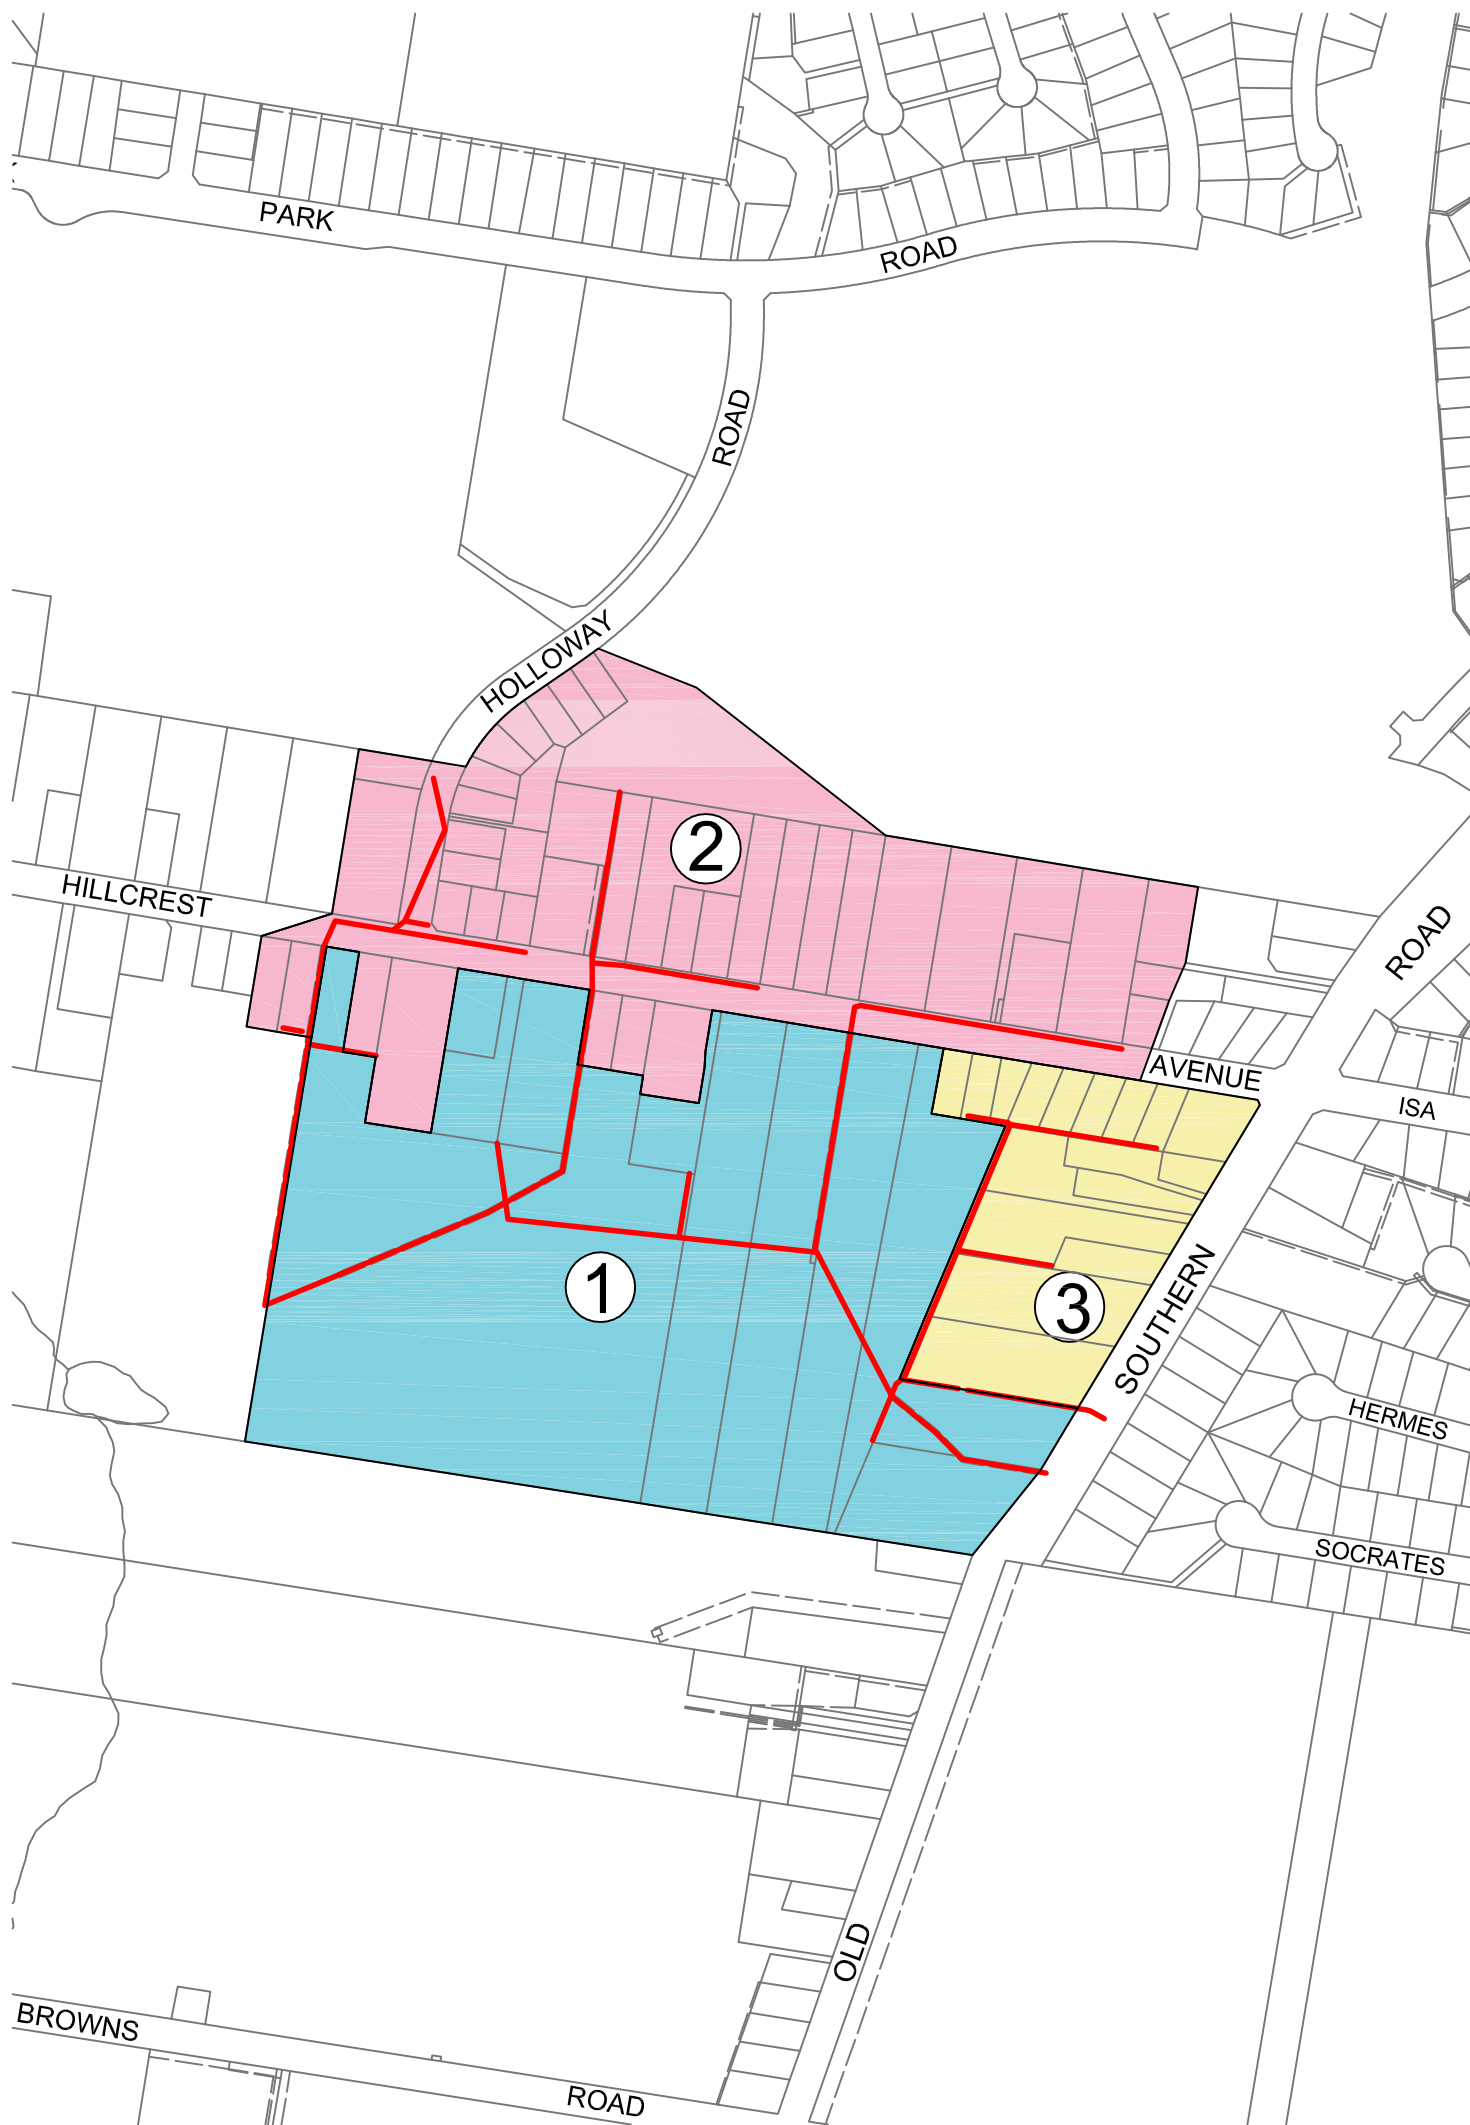 PARK
ROAD
ROAD
HOLLOWAY
2
HILLCREST
ROAD
AVENUE
ISA
1
3
SOUTHERN
HERMES
SOCRATES
OLD
BROWNS
ROAD